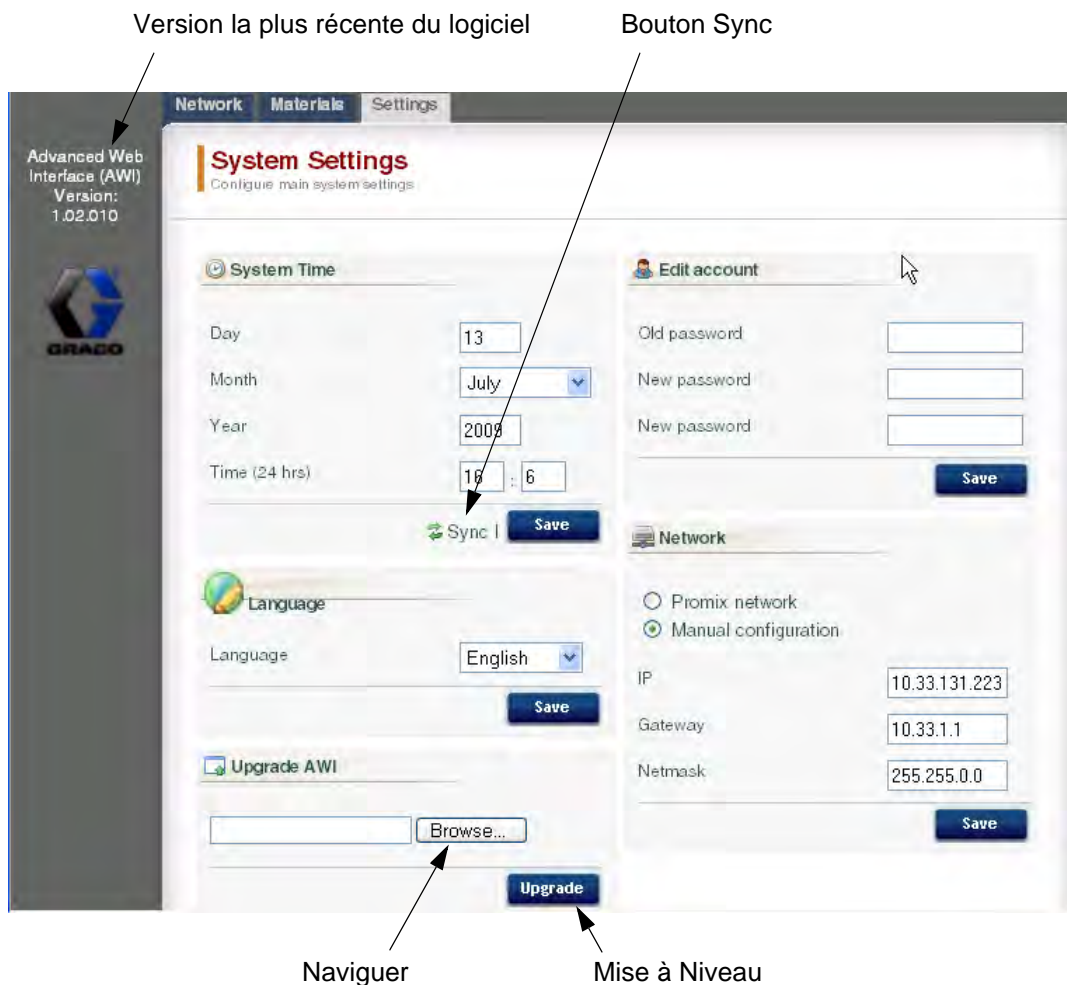 Version la plus récente du logiciel
Bouton Sync
Network
Materials
Settings
Advanced Web
Interface (AWI)
Version:
1.02.010
GRACO
System Settings
Configure main system settings
System Time
Day
13
Month
July
Year
2009
Time (24 hrs)
16 : 6
Sync |
Save
Language
Language
English
Save
Upgrade AWI
Browse...
Upgrade
Edit account
Old password
New password
New password
Save
Network
Promix network
Manual configuration
IP
10.33.131.223
Gateway
10.33.1.1
Netmask
255.255.0.0
Save
Naviguer
Mise à Niveau